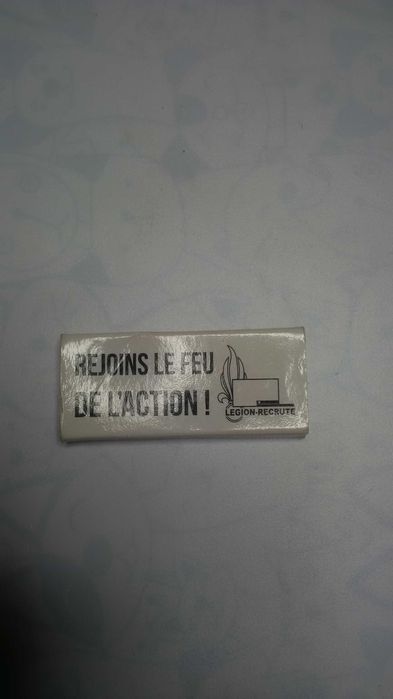 REJOINS LE FEU
DE L'ACTION !
LEGION-RECRUTE